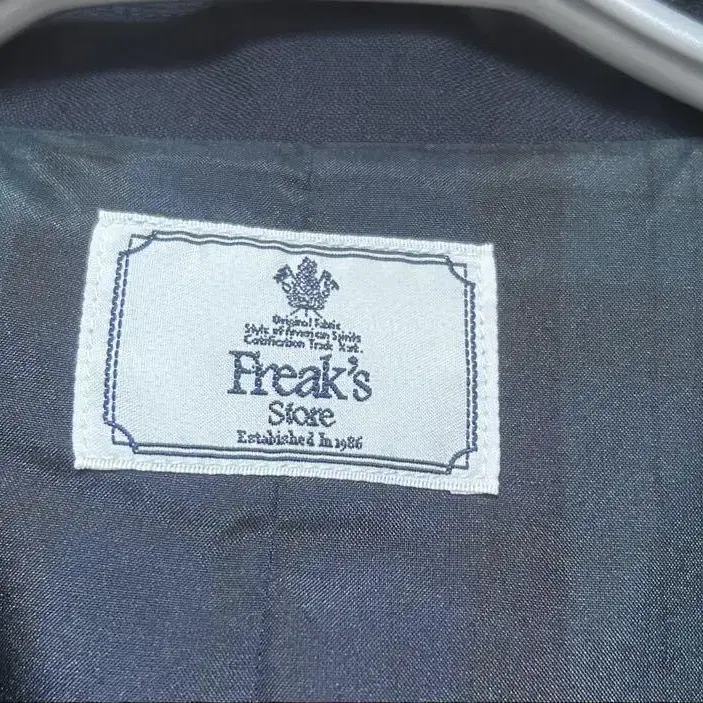 Original Fabric
Style of American Spirits
Certification Trade Mark.
Freak's
Store
Established In 1986